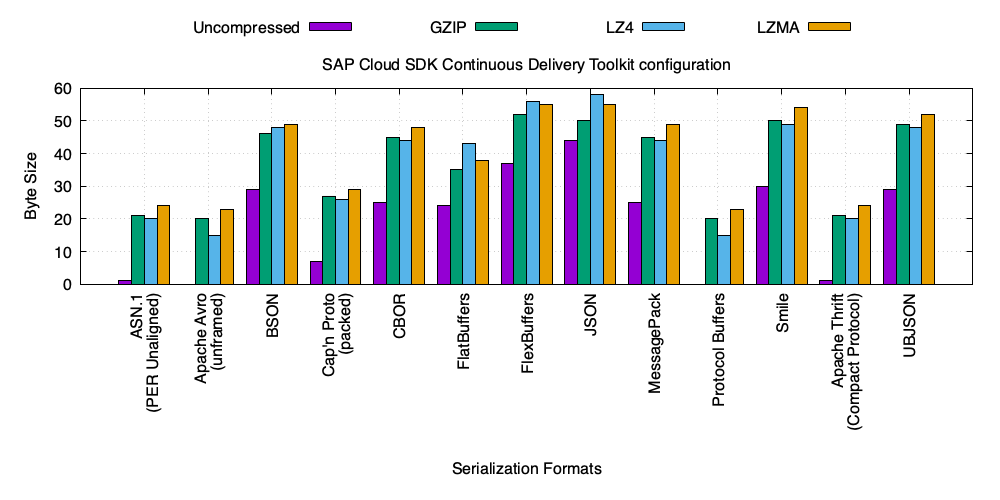 Uncompressed GZIP LZ4 LZMA
SAP Cloud SDK Continuous Delivery Toolkit configuration
60
50
40
30
20
10
0
Byte Size
ASN.1
(PER Unaligned)
Apache Avro
(unframed)
BSON
Cap'n Proto
(packed)
CBOR
FlatBuffers
FlexBuffers
JSON
MessagePack
Protocol Buffers
Smile
Apache Thrift
(Compact Protocol)
UBJSON
Serialization Formats